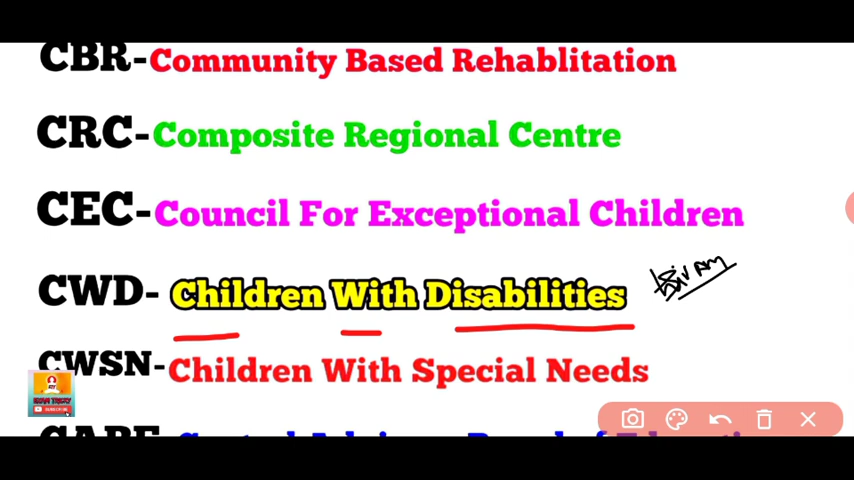 CBR-Community Based Rehablitation
CRC-Composite Regional Centre
CEC-Council For Exceptional Children
CWD- Children With Disabilities
CWSN-Children With Special Needs